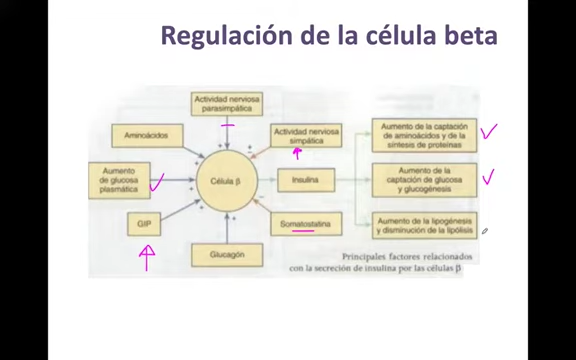 Regulación de la célula beta
Actividad nerviosa
parasimpática
Aminoácidos
Actividad nerviosa
simpática
Aumento de la captación
de aminoácidos y de la
síntesis de proteínas
Aumento
de glucosa
plasmática
Célula β
Insulina
Aumento de la
captación de glucosa
y glucogénesis
GIP
Somatostatina
Aumento de la lipogénesis
y disminución de la lipólisis
Glucagón
Principales factores relacionados
con la secreción de insulina por las células β